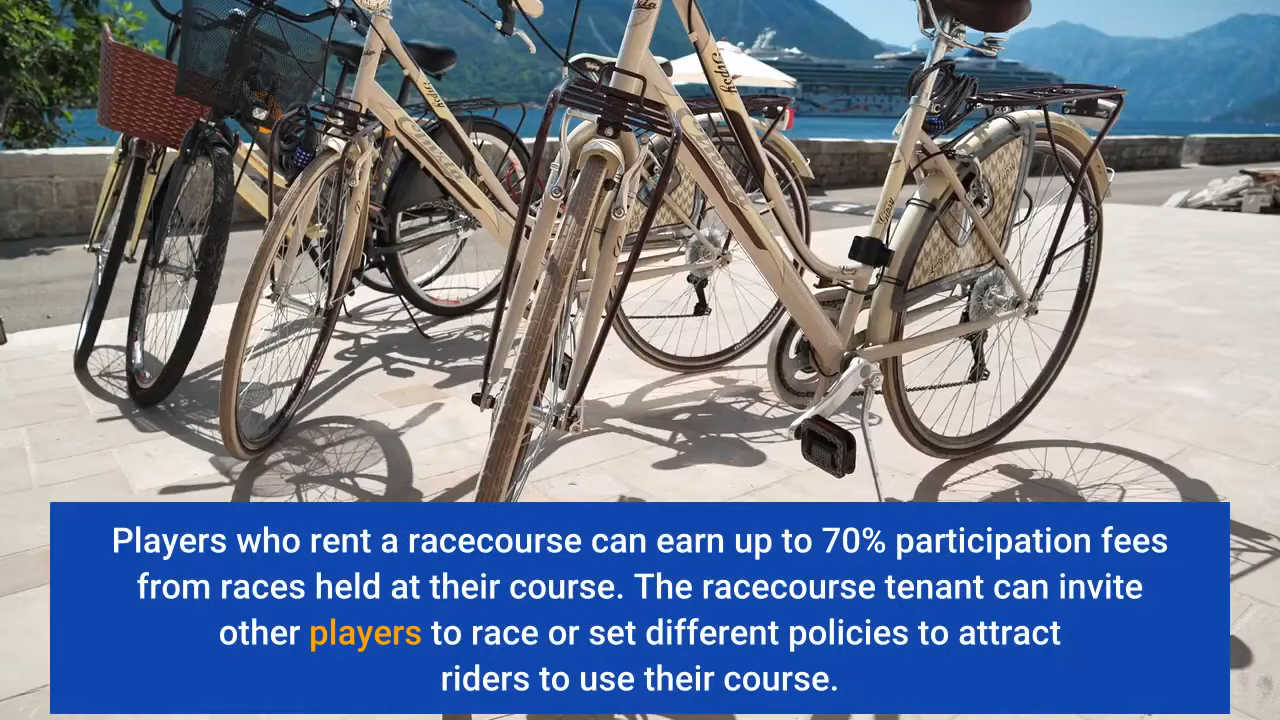 Players who rent a racecourse can earn up to 70% participation fees
from races held at their course. The racecourse tenant can invite
other players to race or set different policies to attract
riders to use their course.